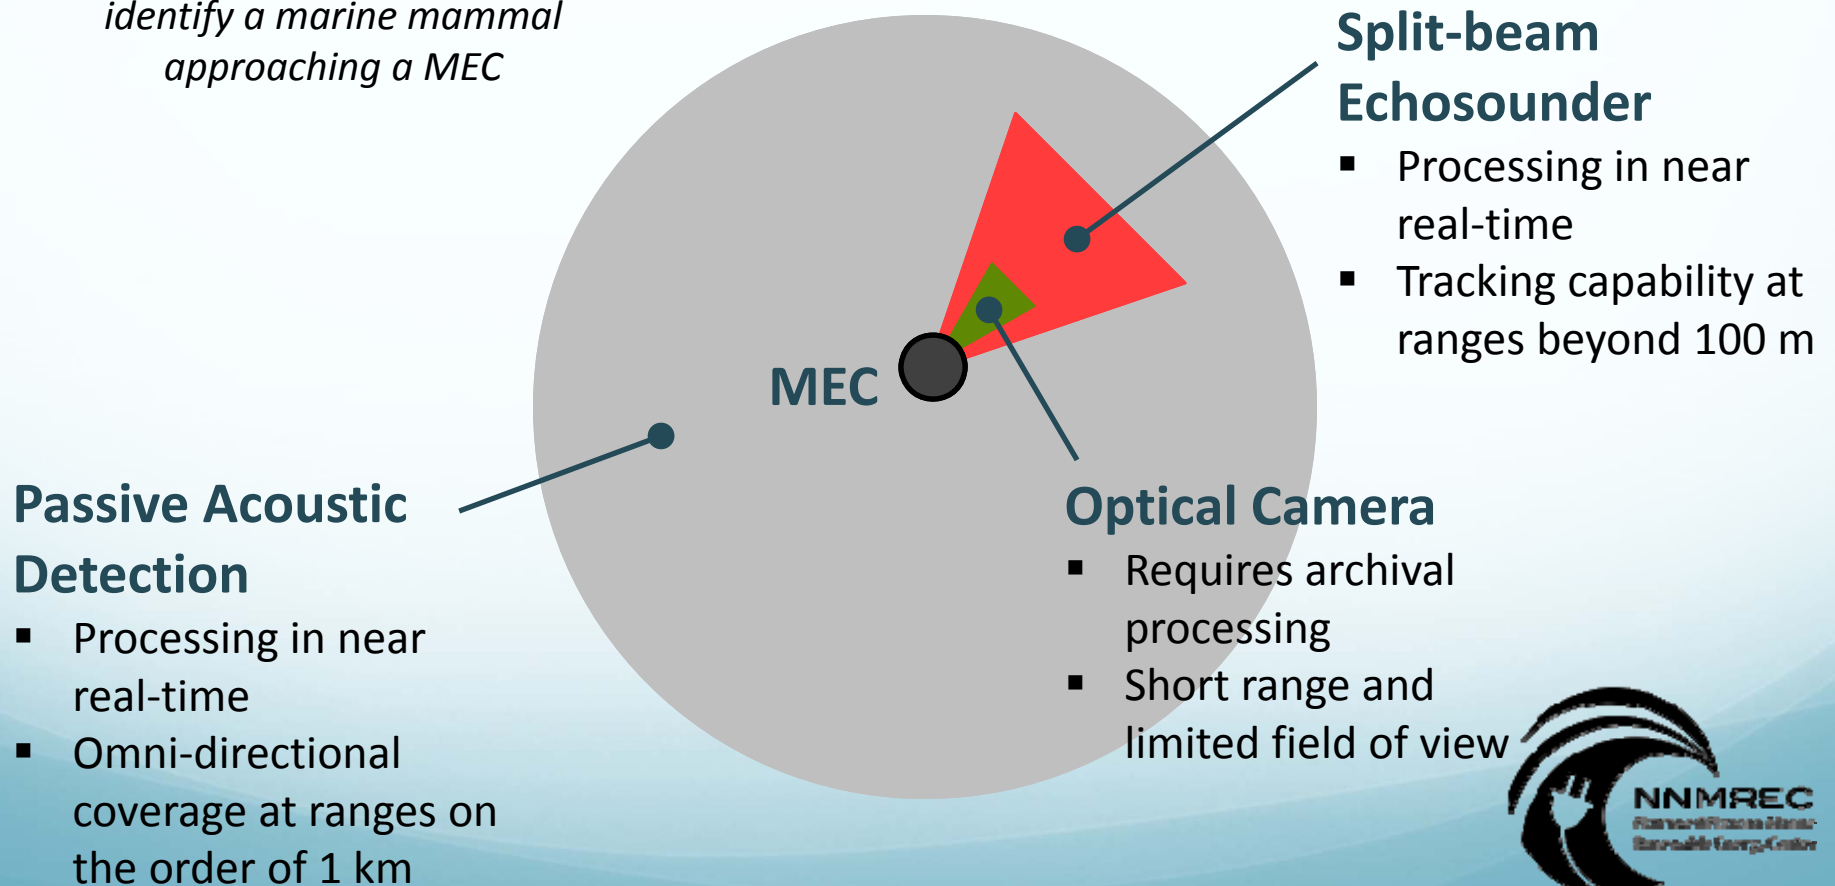 identify a marine mammal
approaching a MEC
Split-beam
Echosounder
▪ Processing in near
real-time
▪ Tracking capability at
ranges beyond 100 m
MEC
Passive Acoustic
Detection
▪ Processing in near
real-time
▪ Omni-directional
coverage at ranges on
the order of 1 km
Optical Camera
▪ Requires archival
processing
▪ Short range and
limited field of view
NNMREC